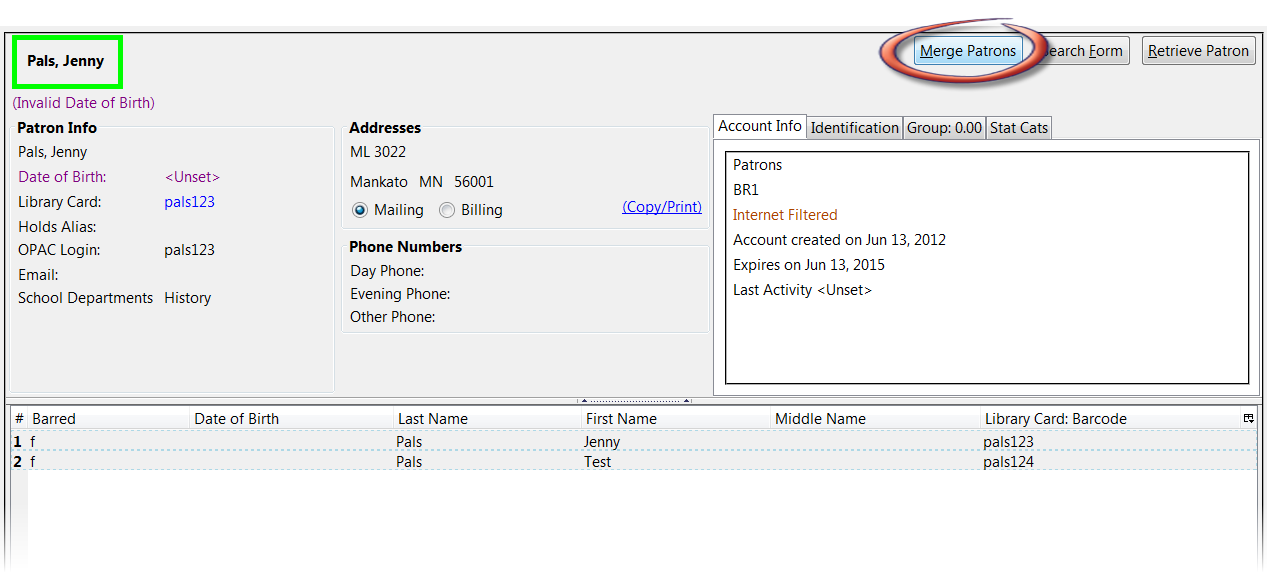 Pals, Jenny
Merge Patrons earch Form Retrieve Patron
(Invalid Date of Birth)
Patron Info
Pals, Jenny
Date of Birth: <Unset>
Library Card: pals123
Holds Alias:
OPAC Login: pals123
Email:
School Departments History
Addresses
ML 3022
Mankato MN 56001
Mailing Billing (Copy/Print)
Phone Numbers
Day Phone:
Evening Phone:
Other Phone:
Account Info Identification Group: 0.00 Stat Cats
Patrons
BR1
Internet Filtered
Account created on Jun 13, 2012
Expires on Jun 13, 2015
Last Activity <Unset>
# Barred Date of Birth Last Name First Name Middle Name Library Card: Barcode
1 f Pals Jenny pals123
2 f Pals Test pals124